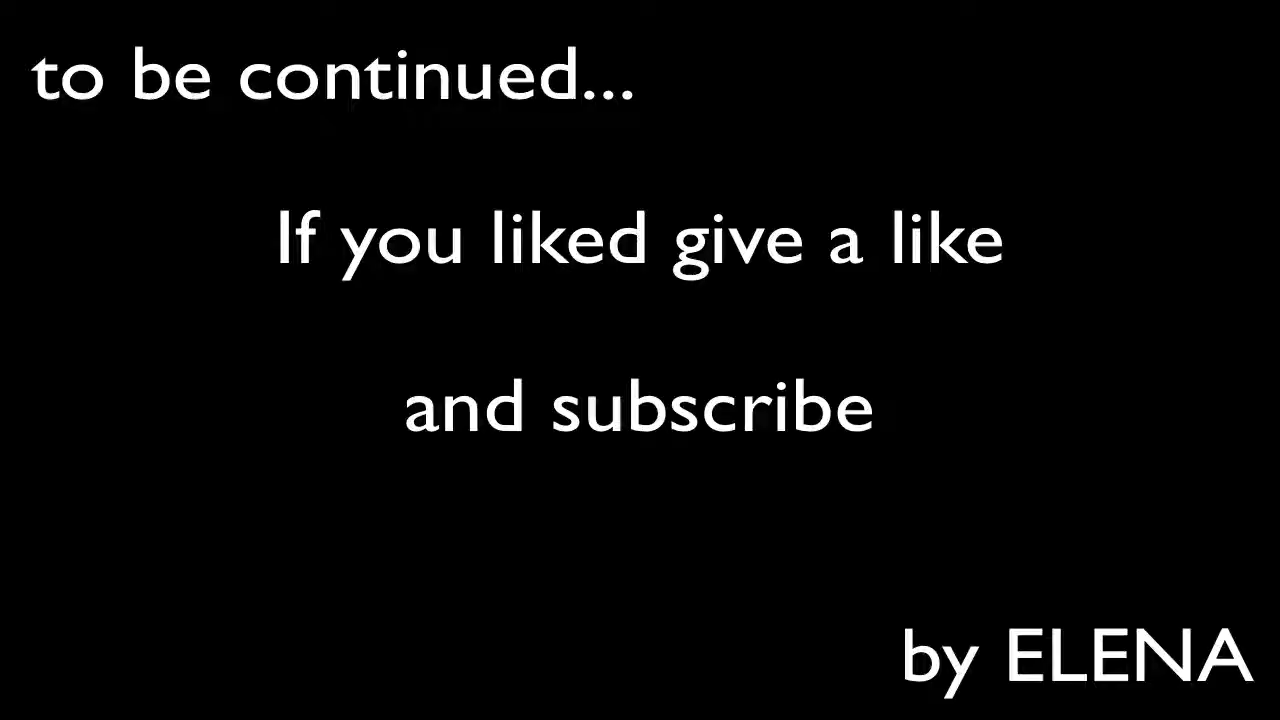 to be continued...
If you liked give a like
and subscribe
by ELENA